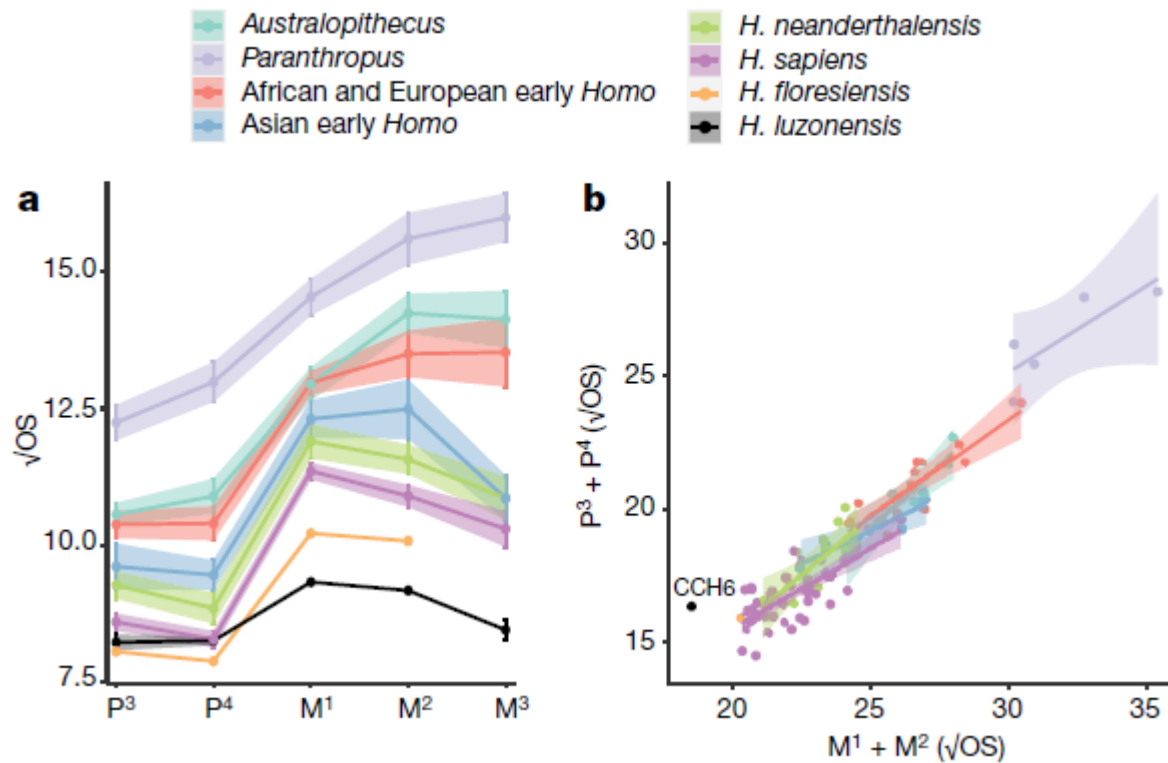 Australopithecus
Paranthropus
African and European early Homo
Asian early Homo
H. neanderthalensis
H. sapiens
H. floresiensis
H. luzonensis
a
√OS
15.0
12.5
10.0
7.5
P³ P⁴ M¹ M² M³
b
P³ + P⁴ (√OS)
30
25
20
15
CCH6
20 25 30 35
M¹ + M² (√OS)